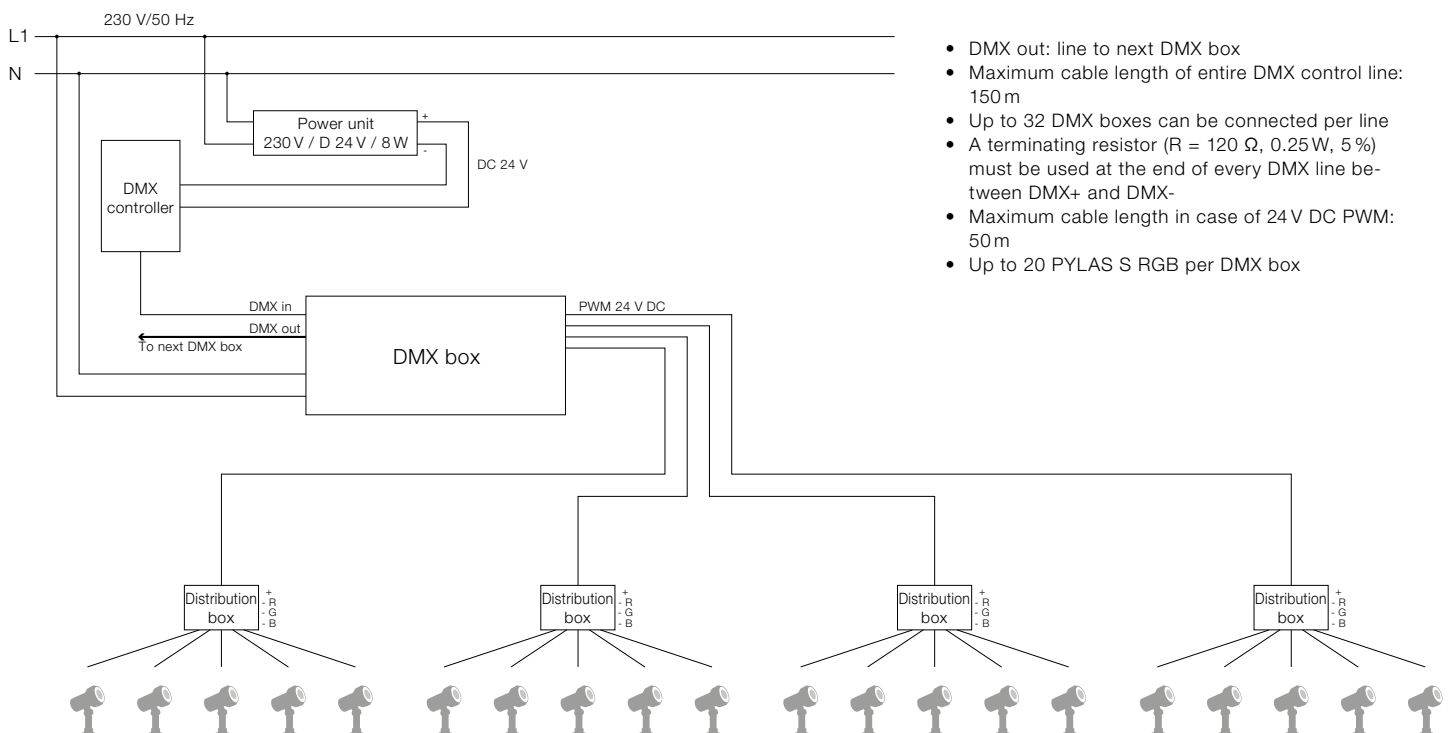 230 V/50 Hz
L1
N
Power unit
230 V / D 24 V / 8 W
+
-
DC 24 V
DMX
controller
DMX in
DMX out
To next DMX box
DMX box
PWM 24 V DC
• DMX out: line to next DMX box
• Maximum cable length of entire DMX control line:
150 m
• Up to 32 DMX boxes can be connected per line
• A terminating resistor (R = 120 Ω, 0.25 W, 5 %)
must be used at the end of every DMX line be-
tween DMX+ and DMX-
• Maximum cable length in case of 24 V DC PWM:
50 m
• Up to 20 PYLAS S RGB per DMX box
Distribution
box
+
- R
- G
- B
Distribution
box
+
- R
- G
- B
Distribution
box
+
- R
- G
- B
Distribution
box
+
- R
- G
- B